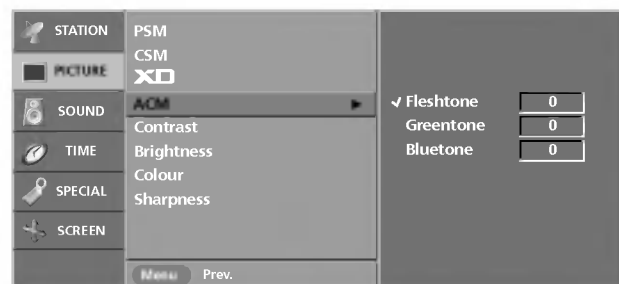 STATION
PICTURE
SOUND
TIME
SPECIAL
SCREEN
PSM
CSM
XD
ACM
Contrast
Brightness
Colour
Sharpness
Menu Prev.
✓ Fleshtone 0
Greentone 0
Bluetone 0